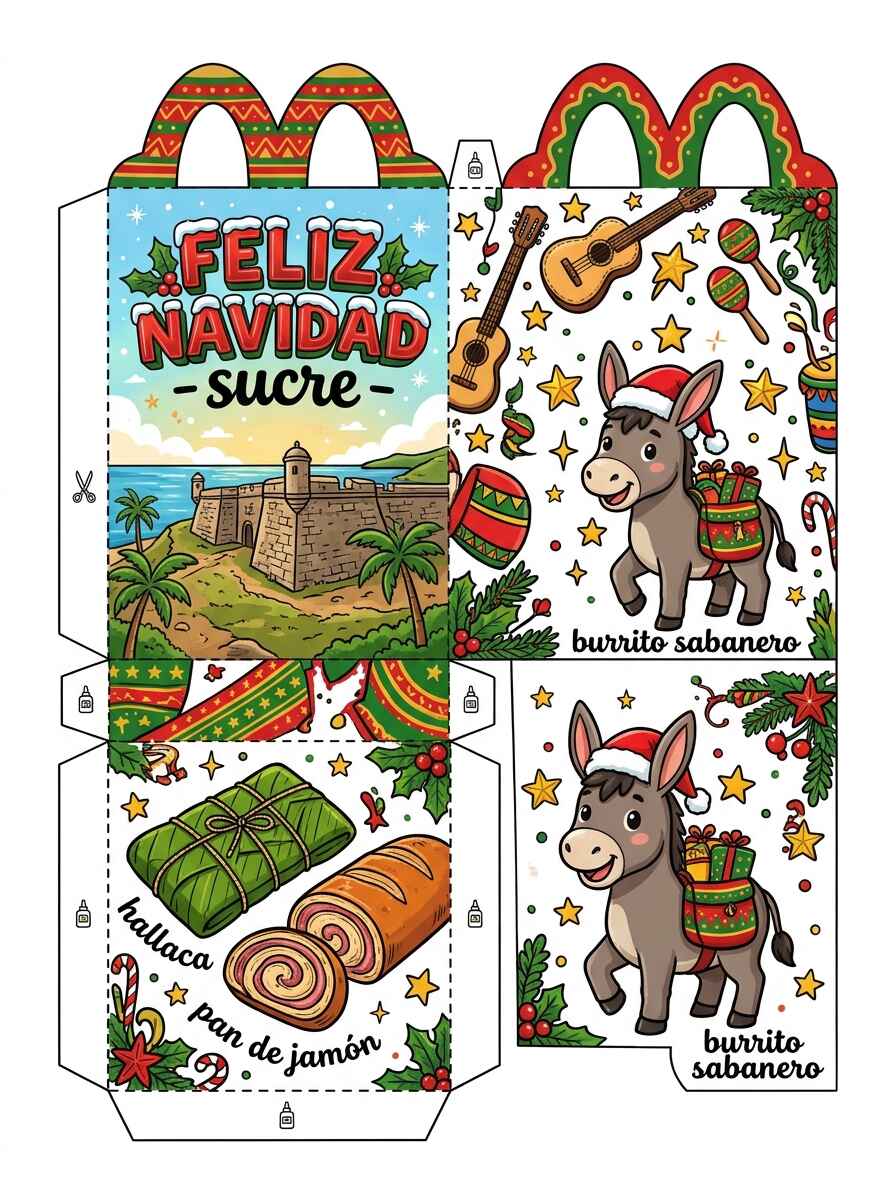 FELIZ
NAVIDAD
- sucre -
burrito sabanero
hallaca
pan de jamón
burrito
sabanero